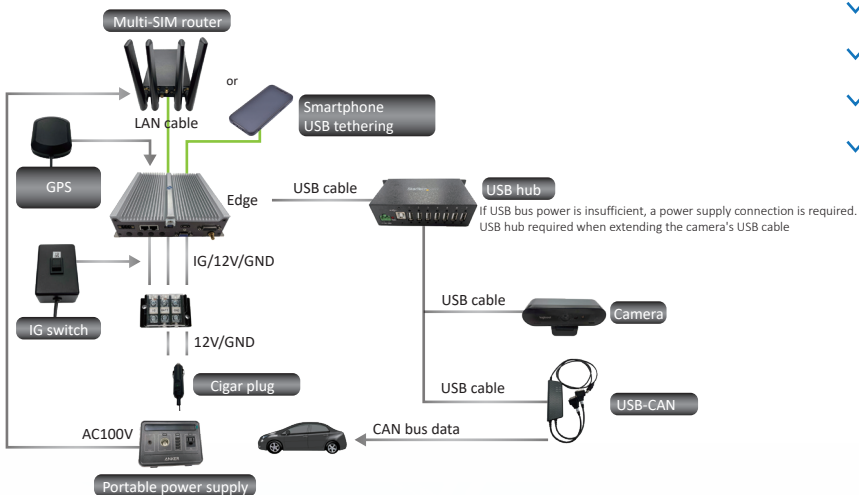 Multi-SIM router
or
Smartphone
USB tethering
LAN cable
GPS
Edge
USB cable
USB hub
If USB bus power is insufficient, a power supply connection is required.
USB hub required when extending the camera's USB cable
IG/12V/GND
IG switch
USB cable
Camera
12V/GND
Cigar plug
USB cable
USB-CAN
AC100V
CAN bus data
ANKER
Portable power supply